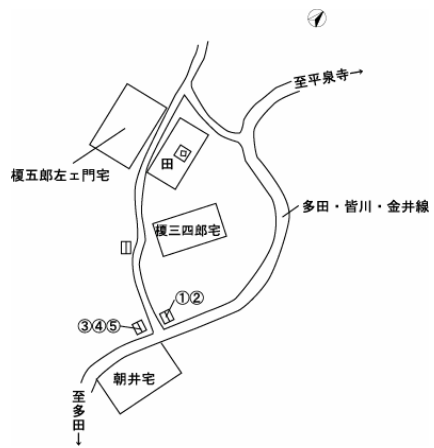 至平泉寺→
榎五郎左ェ門宅
田
多田・皆川・金井線
榎三四郎宅
①②
③④⑤
朝井宅
至多田↓